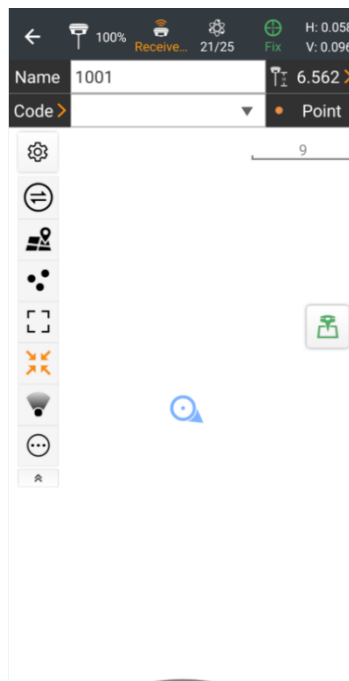 100%
Receive...
21/25
Fix
H: 0.058
V: 0.096
Name 1001
6.562
Code
Point
9